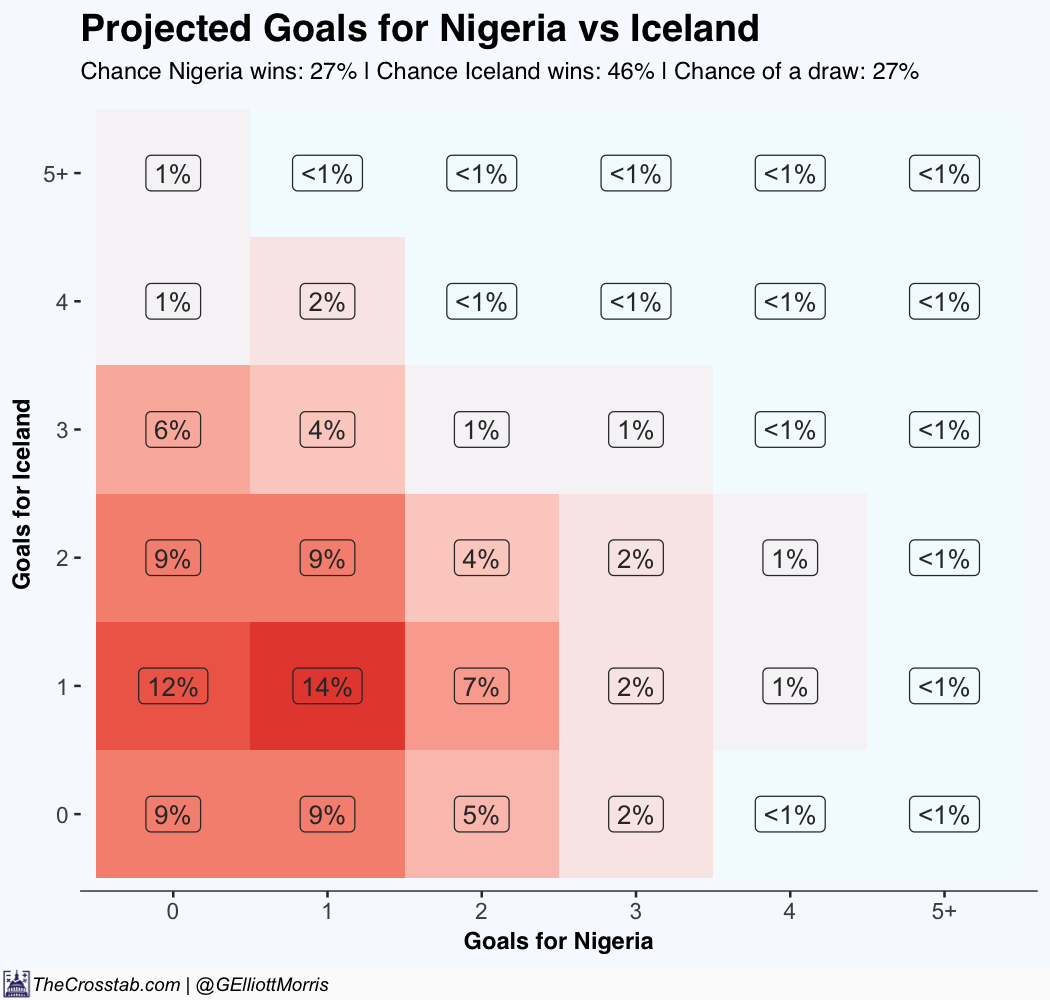 Projected Goals for Nigeria vs Iceland
Chance Nigeria wins: 27% | Chance Iceland wins: 46% | Chance of a draw: 27%
Goals for Iceland
5+ 1% <1% <1% <1% <1% <1%
4 1% 2% <1% <1% <1% <1%
3 6% 4% 1% 1% <1% <1%
2 9% 9% 4% 2% 1% <1%
1 12% 14% 7% 2% 1% <1%
0 9% 9% 5% 2% <1% <1%
0 1 2 3 4 5+
Goals for Nigeria
TheCrosstab.com | @GElliottMorris